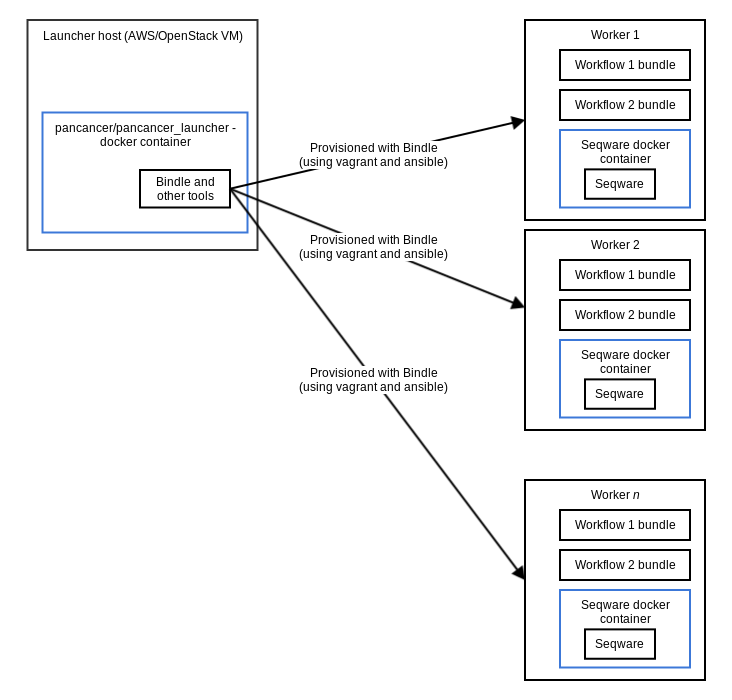 Launcher host (AWS/OpenStack VM)
pancancer/pancancer_launcher -
docker container
Bindle and
other tools
Provisioned with Bindle
(using vagrant and ansible)
Provisioned with Bindle
(using vagrant and ansible)
Provisioned with Bindle
(using vagrant and ansible)
Worker 1
Workflow 1 bundle
Workflow 2 bundle
Seqware docker
container
Seqware
Worker 2
Workflow 1 bundle
Workflow 2 bundle
Seqware docker
container
Seqware
Worker n
Workflow 1 bundle
Workflow 2 bundle
Seqware docker
container
Seqware